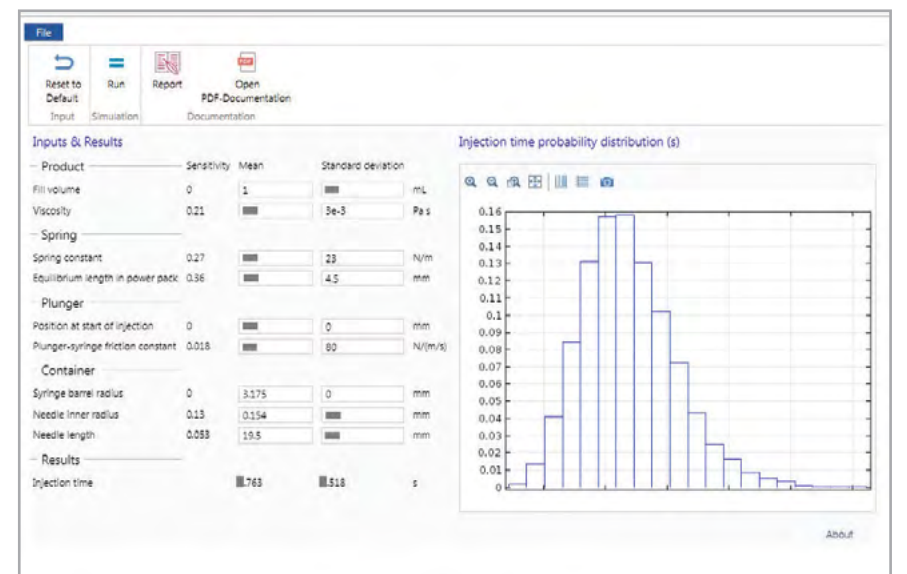 File
Reset to Default
Run
Report
Open PDF-Documentation
Input
Simulation
Documentation
Inputs & Results
Injection time probability distribution (s)
Product Sensitivity Mean Standard deviation
Fill volume 0 1 mL
Viscosity 0.21 3e-3 Pa s
Spring
Spring constant 0.27 23 N/m
Equilibrium length in power pack 0.36 4.5 mm
Plunger
Position at start of injection 0 0 mm
Plunger-syringe friction constant 0.018 80 N/(m/s)
Container
Syringe barrel radius 0 3.175 0 mm
Needle inner radius 0.13 0.154 mm
Needle length 0.053 19.5 mm
Results
Injection time .763 .518 s
0.16
0.15
0.14
0.13
0.12
0.11
0.1
0.09
0.08
0.07
0.06
0.05
0.04
0.03
0.02
0.01
0
About